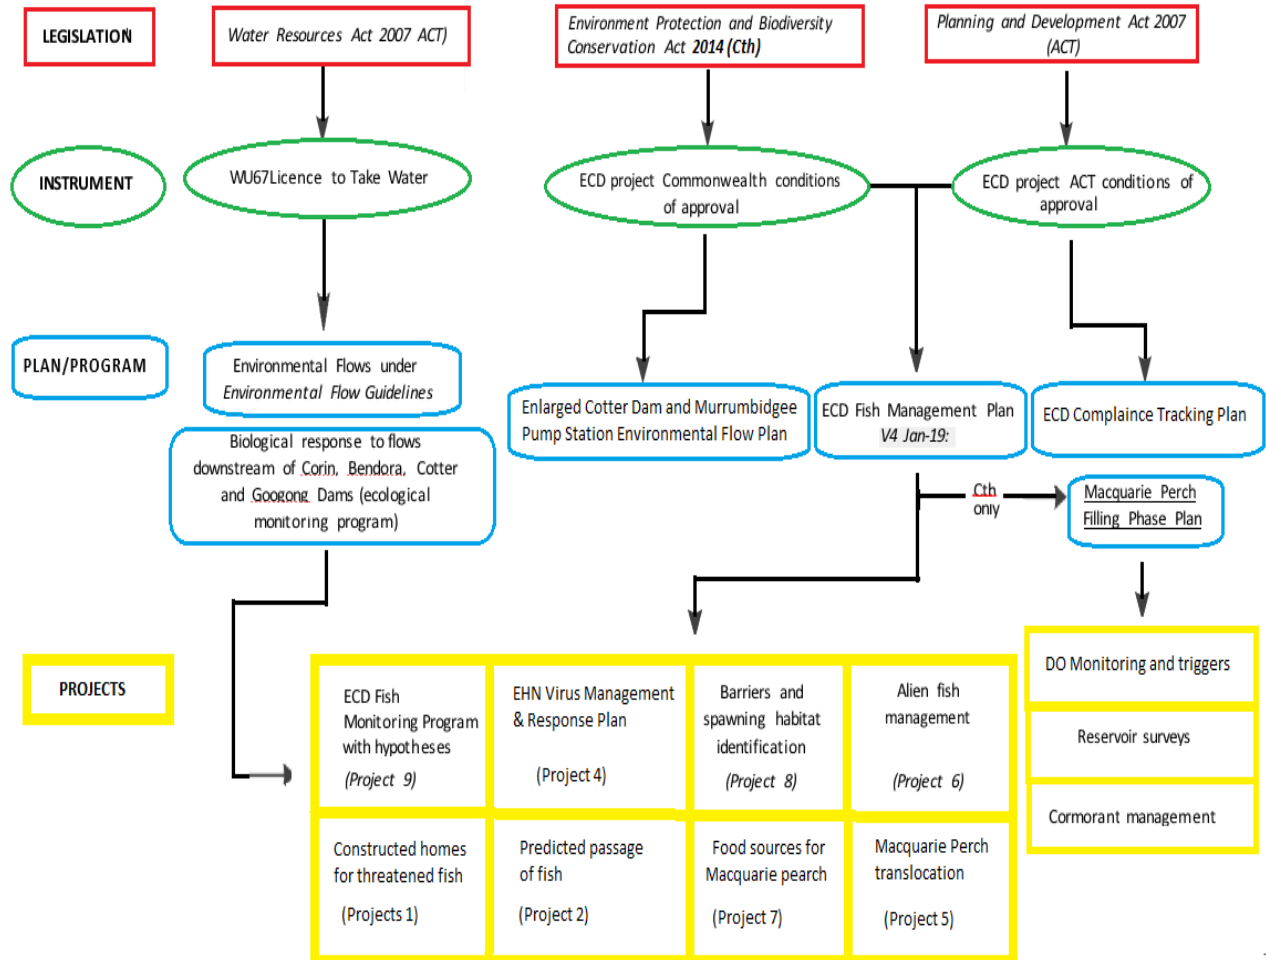 LEGISLATION
Water Resources Act 2007 ACT)
Environment Protection and Biodiversity
Conservation Act 2014 (Cth)
Planning and Development Act 2007
(ACT)
INSTRUMENT
WU67Licence to Take Water
ECD project Commonwealth conditions
of approval
ECD project ACT conditions of
approval
PLAN/PROGRAM
Environmental Flows under
Environmental Flow Guidelines
Biological response to flows
downstream of Corin, Bendora, Cotter
and Googong Dams (ecological
monitoring program)
Enlarged Cotter Dam and Murrumbidgee
Pump Station Environmental Flow Plan
ECD Fish Management Plan
V4 Jan-19:
ECD Complaince Tracking Plan
Cth
only
Macquarie Perch
Filling Phase Plan
PROJECTS
ECD Fish
Monitoring Program
with hypotheses
(Project 9)
EHN Virus Management
& Response Plan
(Project 4)
Barriers and
spawning habitat
identification
(Project 8)
Alien fish
management
(Project 6)
DO Monitoring and triggers
Reservoir surveys
Cormorant management
Constructed homes
for threatened fish
(Projects 1)
Predicted passage
of fish
(Project 2)
Food sources for
Macquarie pearch
(Project 7)
Macquarie Perch
translocation
(Project 5)